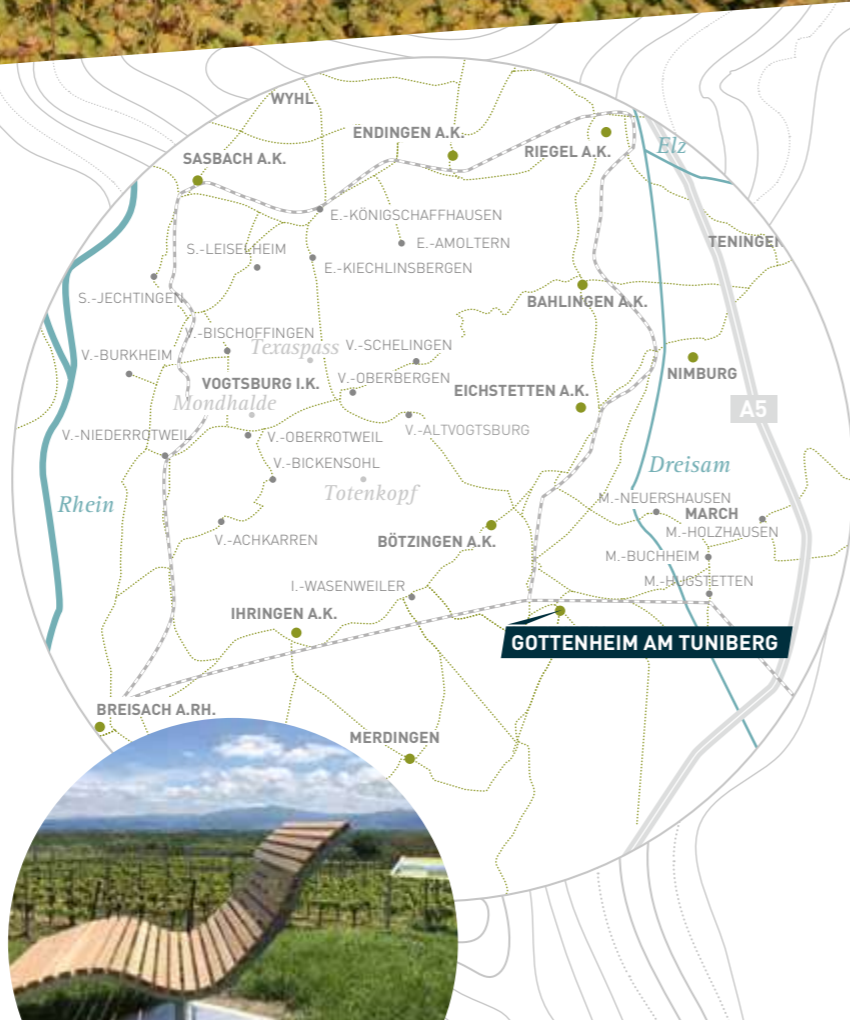 WYHL
ENDINGEN A.K.
RIEGEL A.K.
Elz
SASBACH A.K.
E.-KÖNIGSCHAFFHAUSEN
S.-LEISELHEIM
E.-AMOLTERN
TENINGEN
E.-KIECHLINSBERGEN
S.-JECHTINGEN
BAHLINGEN A.K.
V.-BISCHOFFINGEN
Texaspass
V.-SCHELINGEN
V.-BURKHEIM
NIMBURG
VOGTSBURG I.K.
V.-OBERBERGEN
EICHSTETTEN A.K.
Mondhalde
A5
V.-NIEDERROTWEIL
V.-OBERROTWEIL
V.-ALTVOGTSBURG
V.-BICKENSOHL
Dreisam
Totenkopf
Rhein
M.-NEUERSHAUSEN
MARCH
M.-HOLZHAUSEN
V.-ACHKARREN
BÖTZINGEN A.K.
M.-BUCHHEIM
I.-WASENWEILER
M.-HUGSTETTEN
IHRINGEN A.K.
GOTTENHEIM AM TUNIBERG
BREISACH A.RH.
MERDINGEN